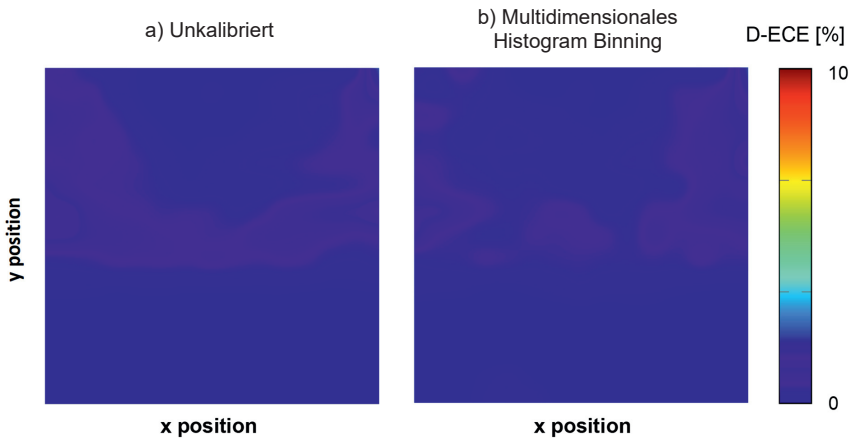 a) Unkalibriert
b) Multidimensionales
Histogram Binning
D-ECE [%]
10
y position
0
x position
x position